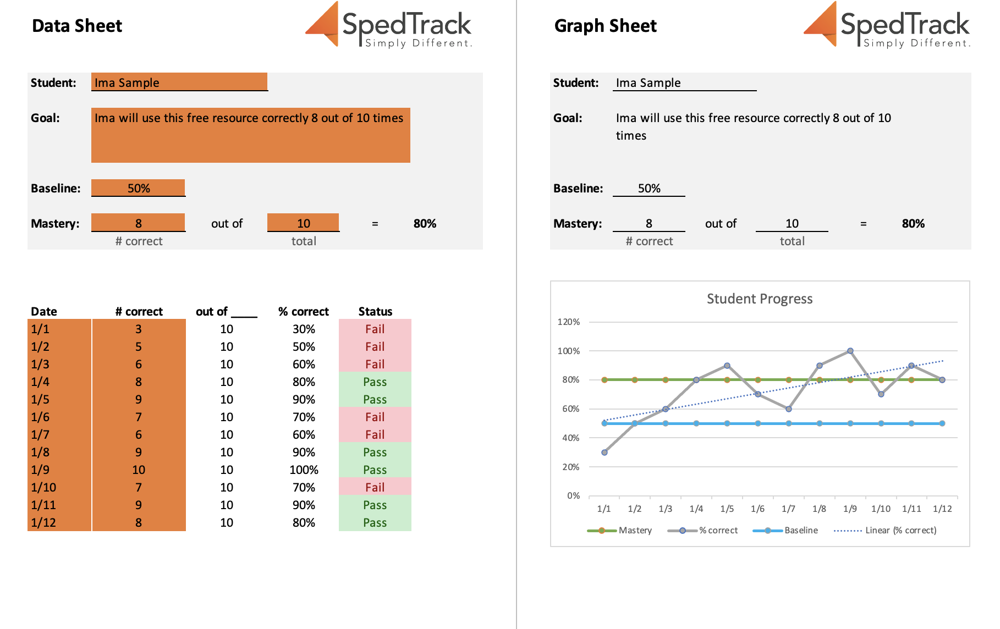 Data Sheet
SpedTrack
Simply Different.
Student: Ima Sample
Goal: Ima will use this free resource correctly 8 out of 10 times
Baseline: 50%
Mastery: 8 out of 10 = 80%
# correct total
Date # correct out of ____ % correct Status
1/1 3 10 30% Fail
1/2 5 10 50% Fail
1/3 6 10 60% Fail
1/4 8 10 80% Pass
1/5 9 10 90% Pass
1/6 7 10 70% Fail
1/7 6 10 60% Fail
1/8 9 10 90% Pass
1/9 10 10 100% Pass
1/10 7 10 70% Fail
1/11 9 10 90% Pass
1/12 8 10 80% Pass
Graph Sheet
SpedTrack
Simply Different.
Student: Ima Sample
Goal: Ima will use this free resource correctly 8 out of 10
times
Baseline: 50%
Mastery: 8 out of 10 = 80%
# correct total
Student Progress
120%
100%
80%
60%
40%
20%
0%
1/1 1/2 1/3 1/4 1/5 1/6 1/7 1/8 1/9 1/10 1/11 1/12
Mastery % correct Baseline Linear (% correct)